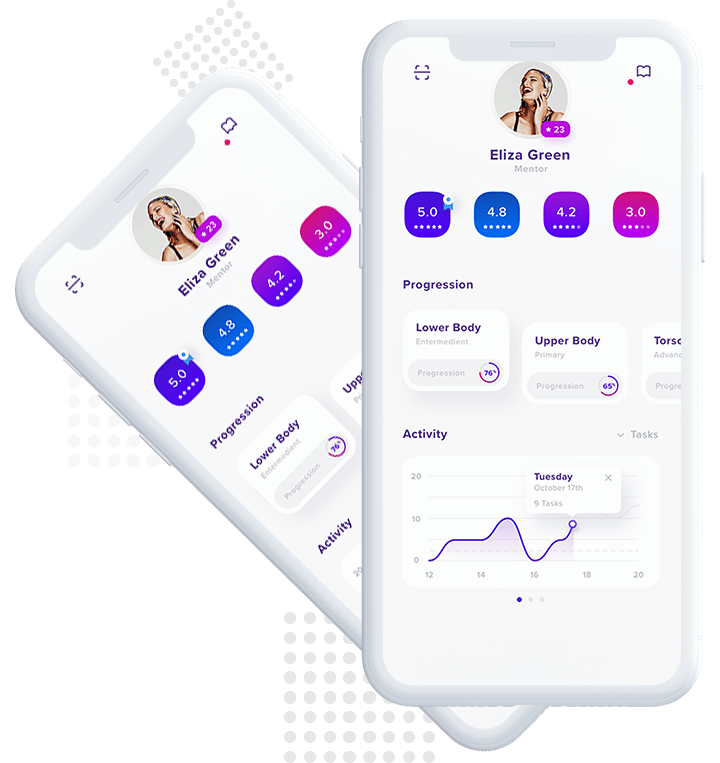 23
Eliza Green
Mentor
5.0
4.8
4.2
3.0
Progression
Lower Body
Entermedient
Progression
76%
Upp
Activity
20
23
Eliza Green
Mentor
5.0
4.8
4.2
3.0
Progression
Lower Body
Entermedient
Progression
76%
Upper Body
Primary
Progression
65%
Torso
Advanc
Progre
Activity
Tasks
20
10
0
Tuesday
October 17th
9 Tasks
12
14
16
18
20